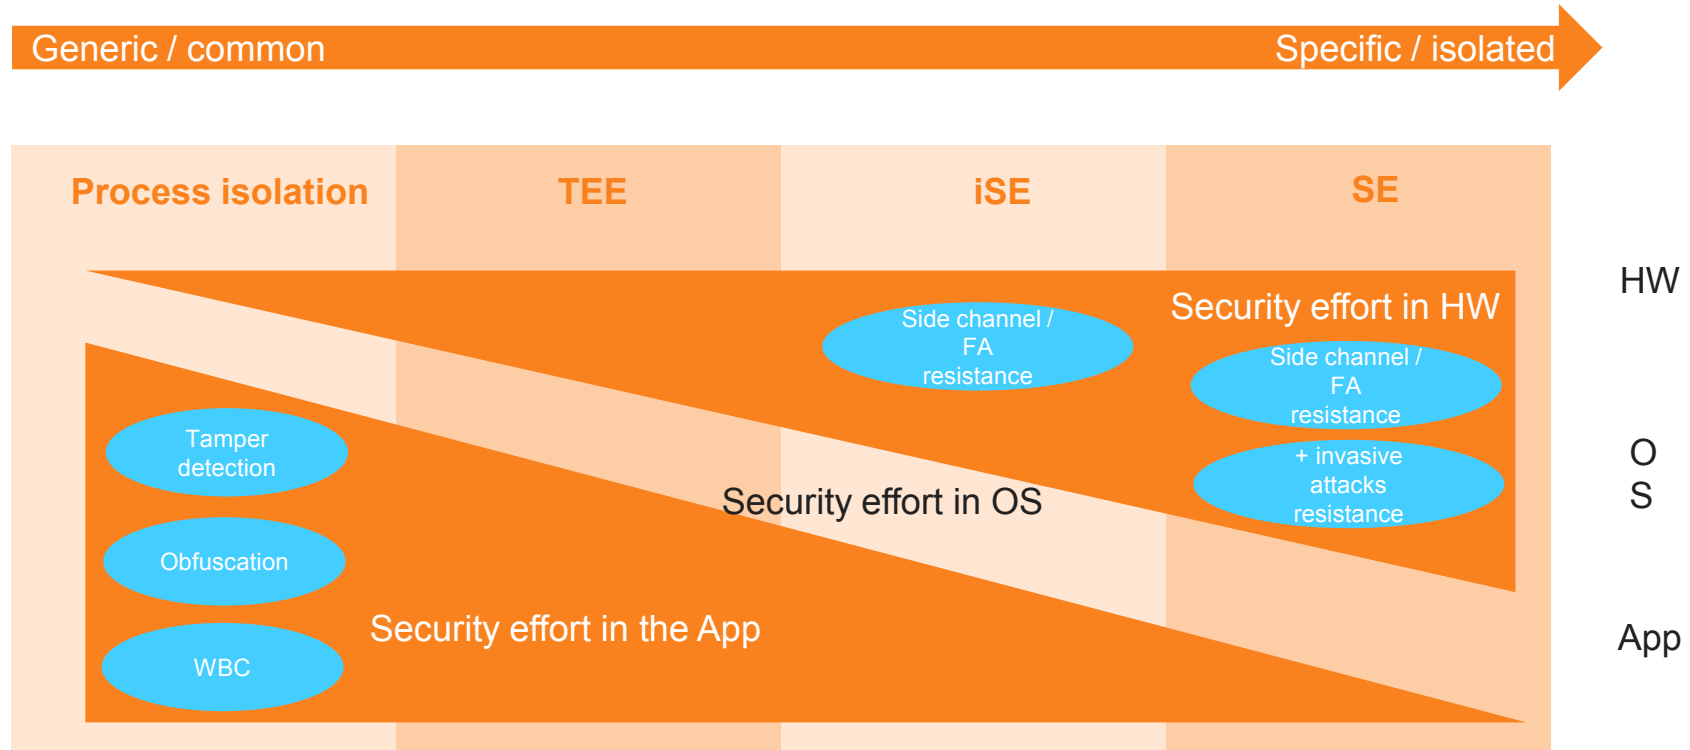 Generic / common
Specific / isolated
Process isolation
TEE
iSE
SE
HW
Security effort in HW
Side channel /
FA
resistance
Side channel /
FA
resistance
+ invasive
attacks
resistance
Tamper
detection
Security effort in OS
O
S
Obfuscation
Security effort in the App
App
WBC